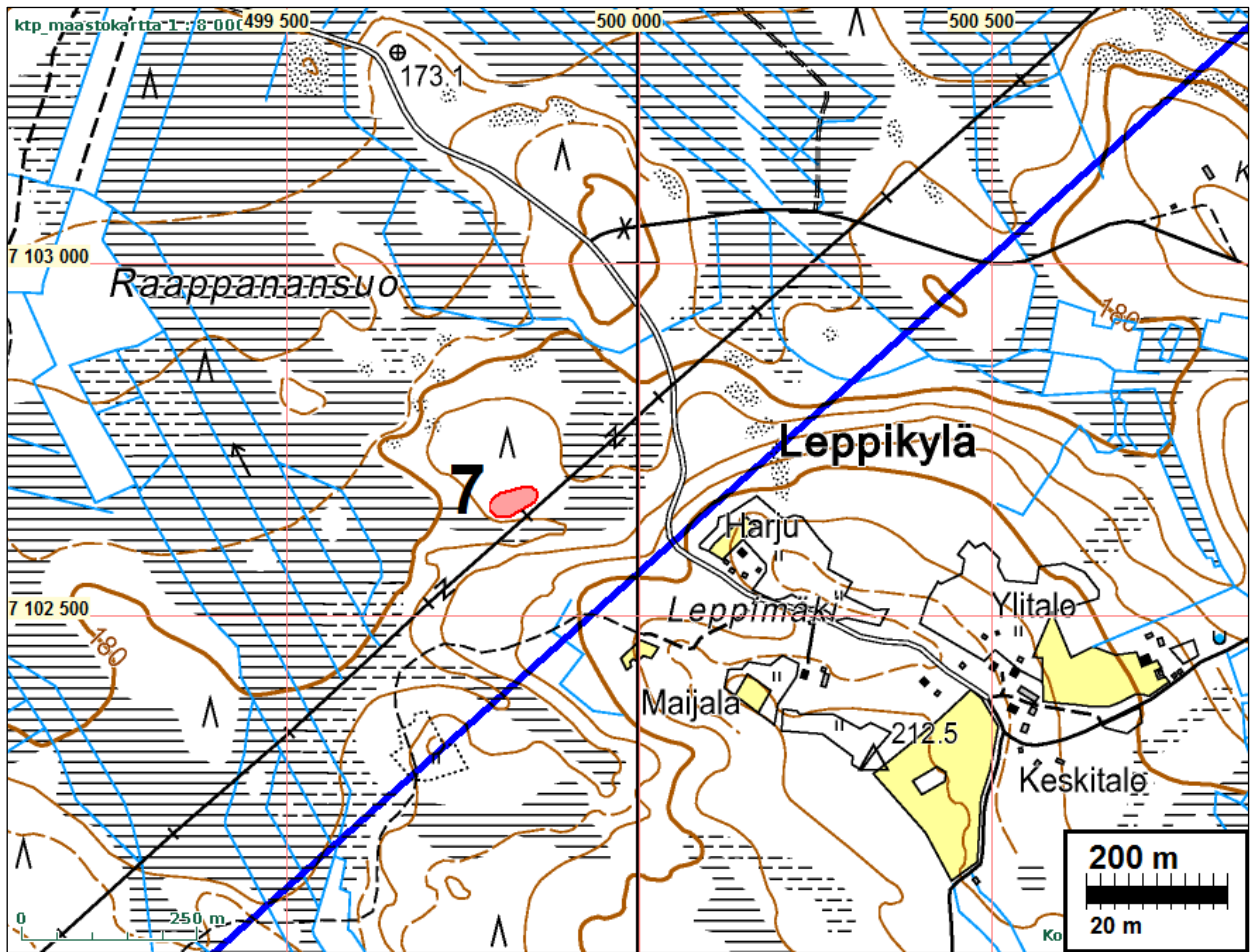 ktp_maastokartta 1 : 8 000
499 500
500 000
500 500
173.1
K
7 103 000
Raappanansuo
180
Leppikylä
7
Harju
7 102 500
Leppimäki
Ylitalo
180
Maijala
212.5
Keskitalo
200 m
20 m
0
250 m
Ko